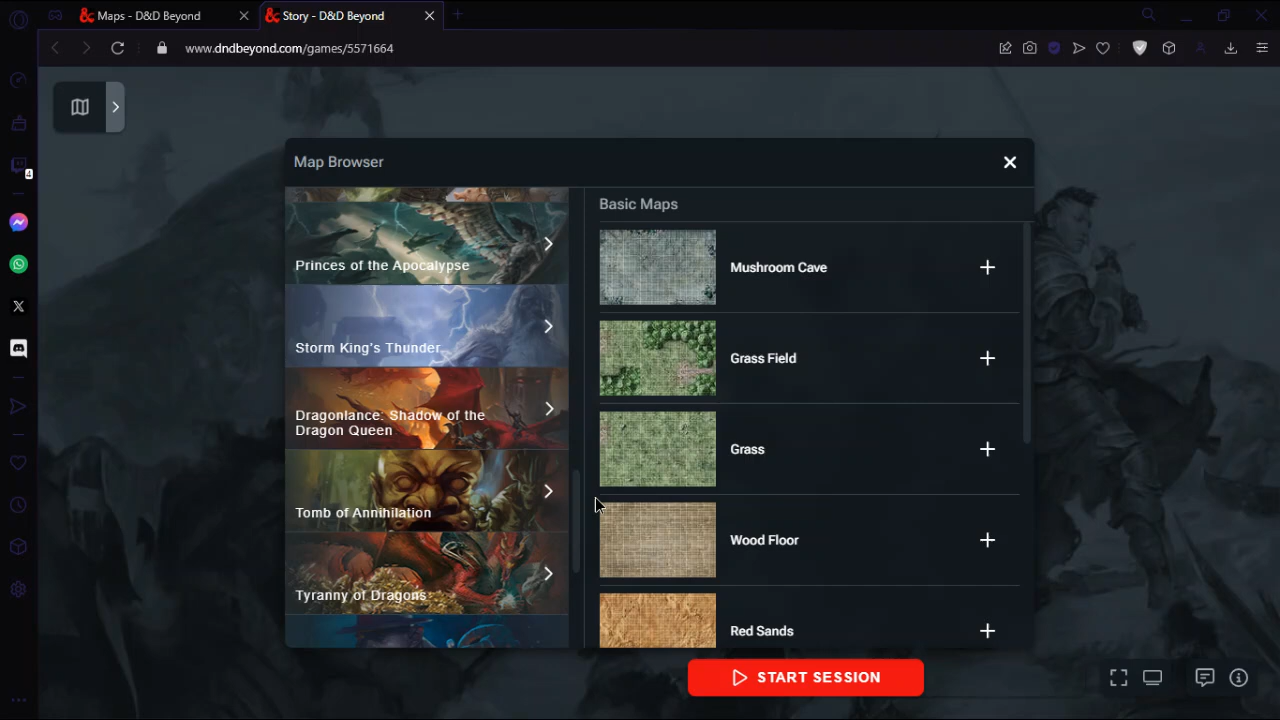 Maps - D&D Beyond
Story - D&D Beyond
www.dndbeyond.com/games/5571664
4
Map Browser
Princes of the Apocalypse
Storm King's Thunder
Dragonlance: Shadow of the
Dragon Queen
Tomb of Annihilation
Tyranny of Dragons
Basic Maps
Mushroom Cave
Grass Field
Grass
Wood Floor
Red Sands
START SESSION